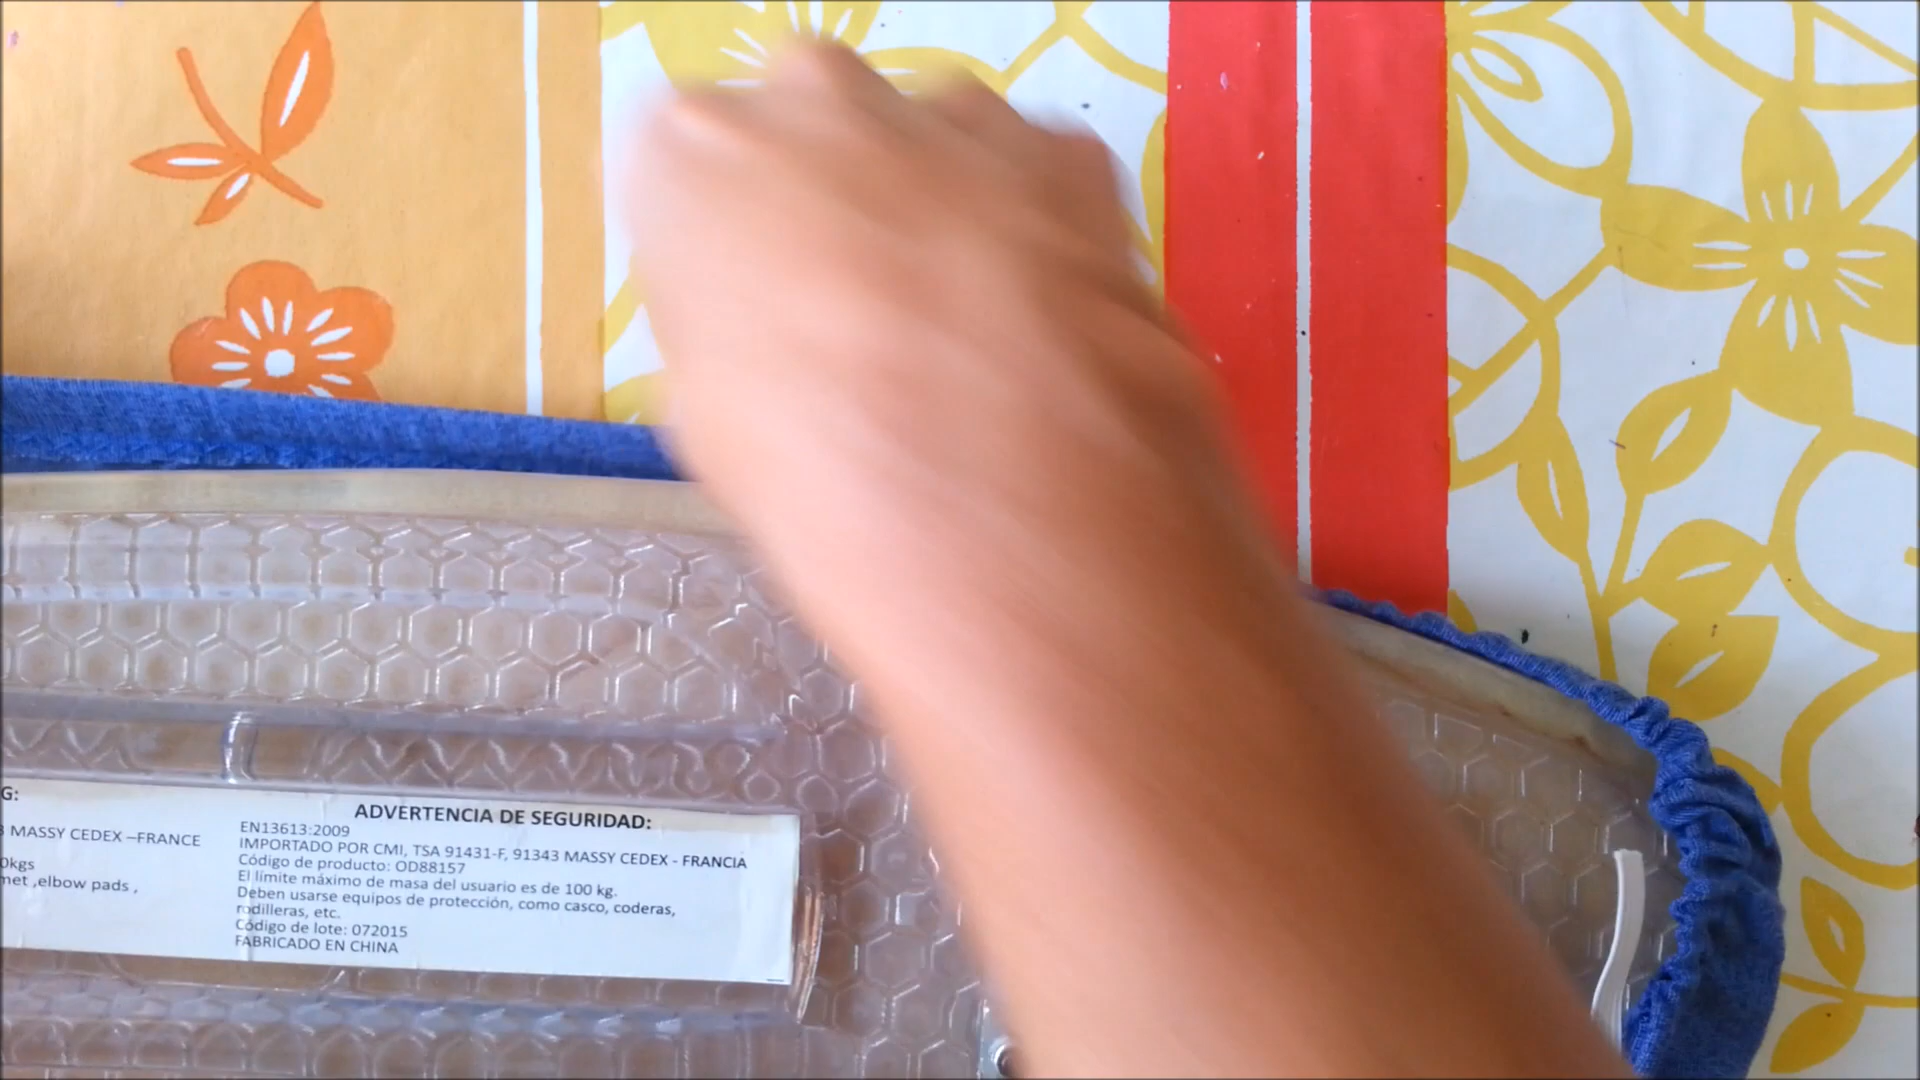 G:
MASSY CEDEX –FRANCE
0kgs
met ,elbow pads ,
ADVERTENCIA DE SEGURIDAD:
EN13613:2009
IMPORTADO POR CMI, TSA 91431-F, 91343 MASSY CEDEX - FRANCIA
Código de producto: OD88157
El límite máximo de masa del usuario es de 100 kg.
Deben usarse equipos de protección, como casco, coderas,
rodilleras, etc.
Código de lote: 072015
FABRICADO EN CHINA